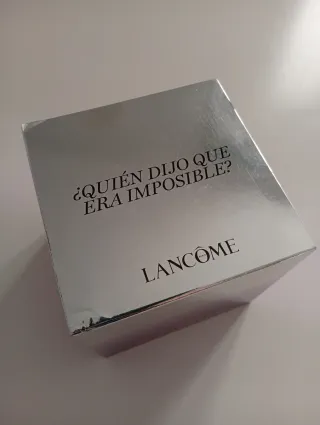 ¿QUIÉN DIJO QUE
ERA IMPOSIBLE?
LANCÔME